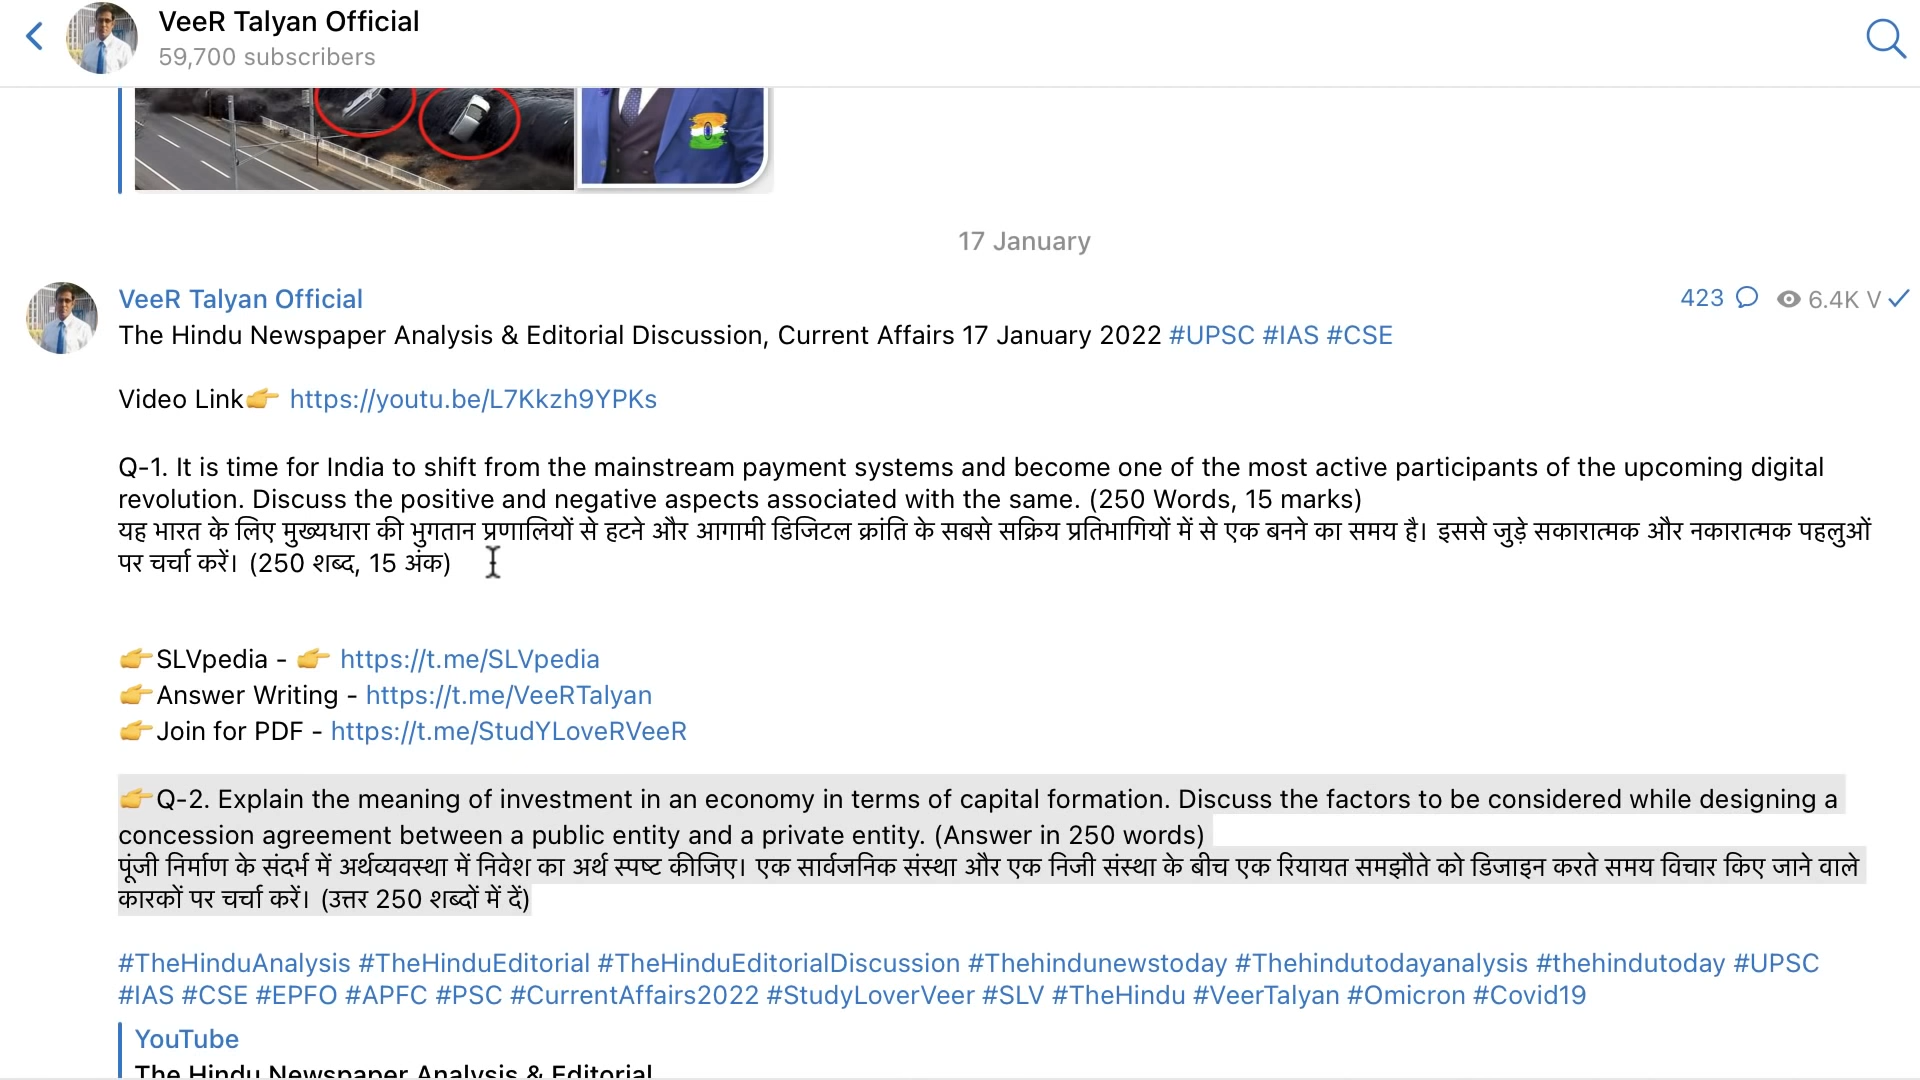 VeeR Talyan Official
59,700 subscribers
17 January
VeeR Talyan Official
423 6.4K V
The Hindu Newspaper Analysis & Editorial Discussion, Current Affairs 17 January 2022 #UPSC #IAS #CSE
Video Link👉 https://youtu.be/L7Kkzh9YPKs
Q-1. It is time for India to shift from the mainstream payment systems and become one of the most active participants of the upcoming digital
revolution. Discuss the positive and negative aspects associated with the same. (250 Words, 15 marks)
यह भारत के लिए मुख्यधारा की भुगतान प्रणालियों से हटने और आगामी डिजिटल क्रांति के सबसे सक्रिय प्रतिभागियों में से एक बनने का समय है। इससे जुड़े सकारात्मक और नकारात्मक पहलुओं
पर चर्चा करें। (250 शब्द, 15 अंक)
👉SLVpedia - 👉 https://t.me/SLVpedia
👉Answer Writing - https://t.me/VeeRTalyan
👉Join for PDF - https://t.me/StudYLoveRVeeR
👉Q-2. Explain the meaning of investment in an economy in terms of capital formation. Discuss the factors to be considered while designing a
concession agreement between a public entity and a private entity. (Answer in 250 words)
पूंजी निर्माण के संदर्भ में अर्थव्यवस्था में निवेश का अर्थ स्पष्ट कीजिए। एक सार्वजनिक संस्था और एक निजी संस्था के बीच एक रियायत समझौते को डिजाइन करते समय विचार किए जाने वाले
कारकों पर चर्चा करें। (उत्तर 250 शब्दों में दें)
#TheHinduAnalysis #TheHinduEditorial #TheHinduEditorialDiscussion #Thehindunewstoday #Thehindutodayanalysis #thehindutoday #UPSC
#IAS #CSE #EPFO #APFC #PSC #CurrentAffairs2022 #StudyLoverVeer #SLV #TheHindu #VeerTalyan #Omicron #Covid19
YouTube
The Hindu Newspaper Analysis & Editorial